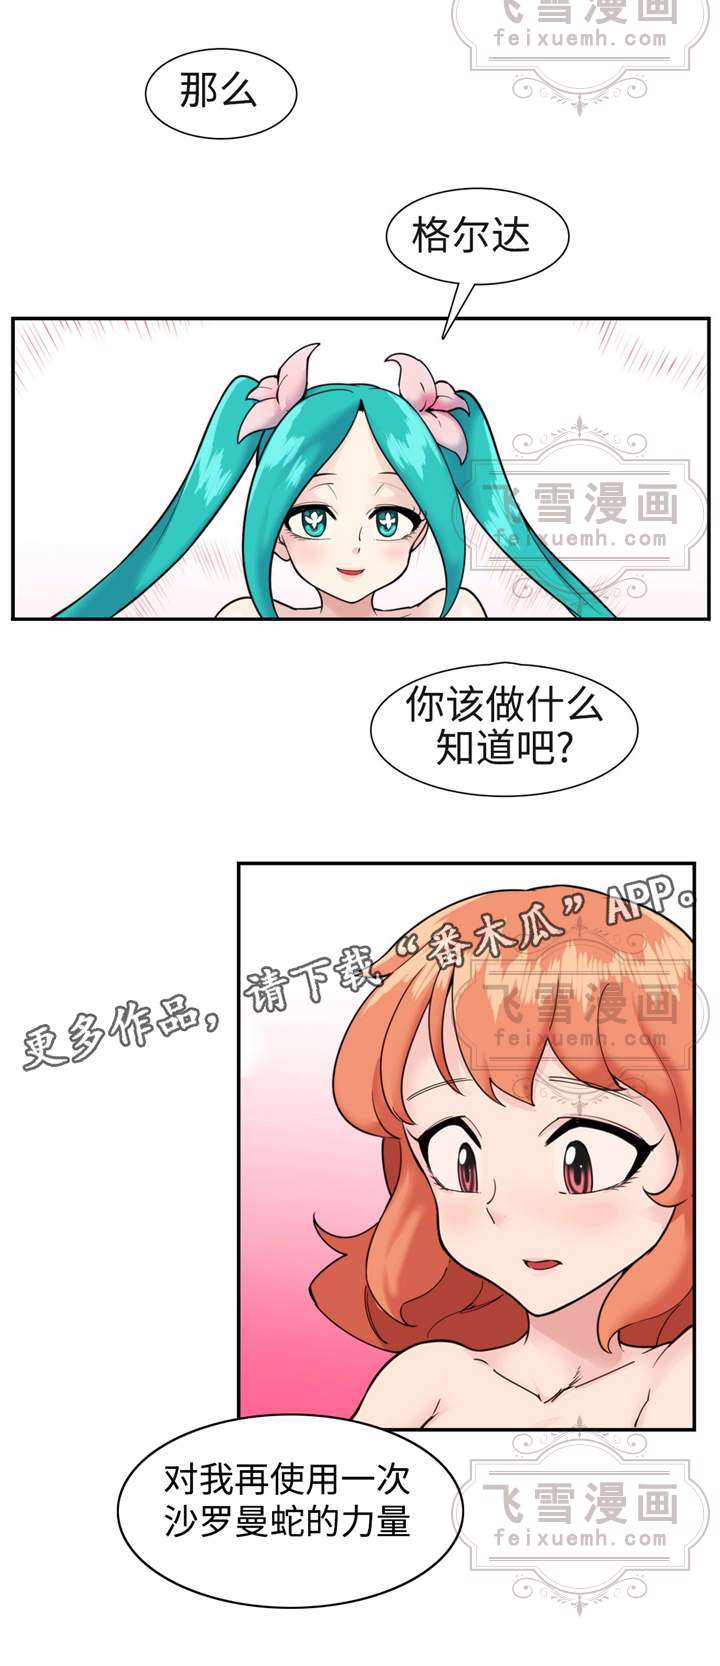 飞雪漫画
feixuemh.com
那么
格尔达
飞雪漫画
feixuemh.com
你该做什么
知道吧?
更多作品，请下载“番木瓜”APP。
飞雪漫画
feixuemh.com
对我再使用一次
沙罗曼蛇的力量
飞雪漫画
feixuemh.com